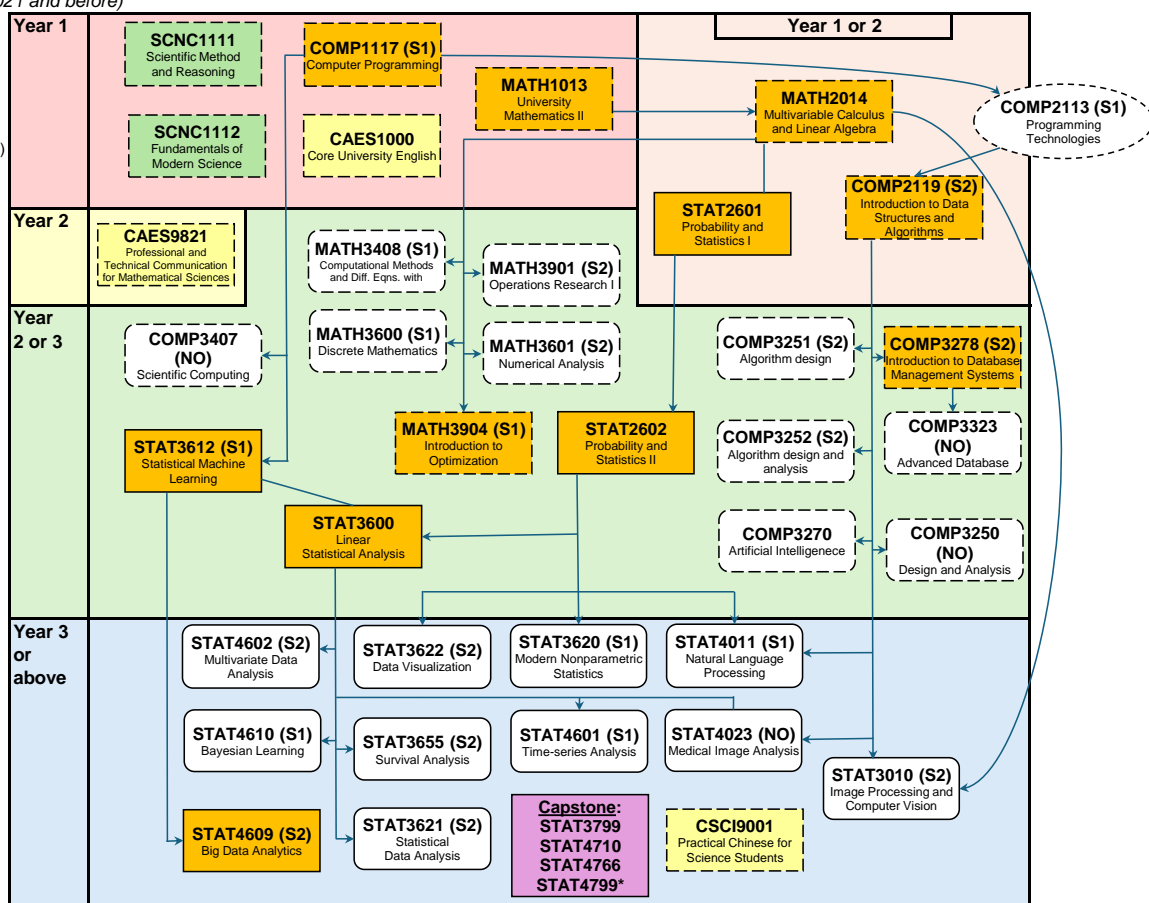 021 and before)
Year 1
SCNC1111
Scientific Method
and Reasoning
COMP1117 (S1)
Computer Programming
MATH1013
University
Mathematics II
Year 1 or 2
MATH2014
Multivariable Calculus
and Linear Algebra
COMP2113 (S1)
Programming
Technologies
)
SCNC1112
Fundamentals of
Modern Science
CAES1000
Core University English
STAT2601
Probability and
Statistics I
COMP2119 (S2)
Introduction to Data
Structures and
Algorithms
Year 2
CAES9821
Professional and
Technical Communication
for Mathematical Sciences
MATH3408 (S1)
Computational Methods
and Diff. Eqns. with
MATH3901 (S2)
Operations Research I
Year
2 or 3
COMP3407
(NO)
Scientific Computing
MATH3600 (S1)
Discrete Mathematics
MATH3601 (S2)
Numerical Analysis
COMP3251 (S2)
Algorithm design
COMP3278 (S2)
Introduction to Database
Management Systems
STAT3612 (S1)
Statistical Machine
Learning
MATH3904 (S1)
Introduction to
Optimization
STAT2602
Probability and
Statistics II
COMP3252 (S2)
Algorithm design and
analysis
COMP3323
(NO)
Advanced Database
STAT3600
Linear
Statistical Analysis
COMP3270
Artificial Intelligenece
COMP3250
(NO)
Design and Analysis
Year 3
or
above
STAT4602 (S2)
Multivariate Data
Analysis
STAT3622 (S2)
Data Visualization
STAT3620 (S1)
Modern Nonparametric
Statistics
STAT4011 (S1)
Natural Language
Processing
STAT4610 (S1)
Bayesian Learning
STAT3655 (S2)
Survival Analysis
STAT4601 (S1)
Time-series Analysis
STAT4023 (NO)
Medical Image Analysis
STAT3010 (S2)
Image Processing and
Computer Vision
STAT4609 (S2)
Big Data Analytics
STAT3621 (S2)
Statistical
Data Analysis
Capstone:
STAT3799
STAT4710
STAT4766
STAT4799*
CSCI9001
Practical Chinese for
Science Students